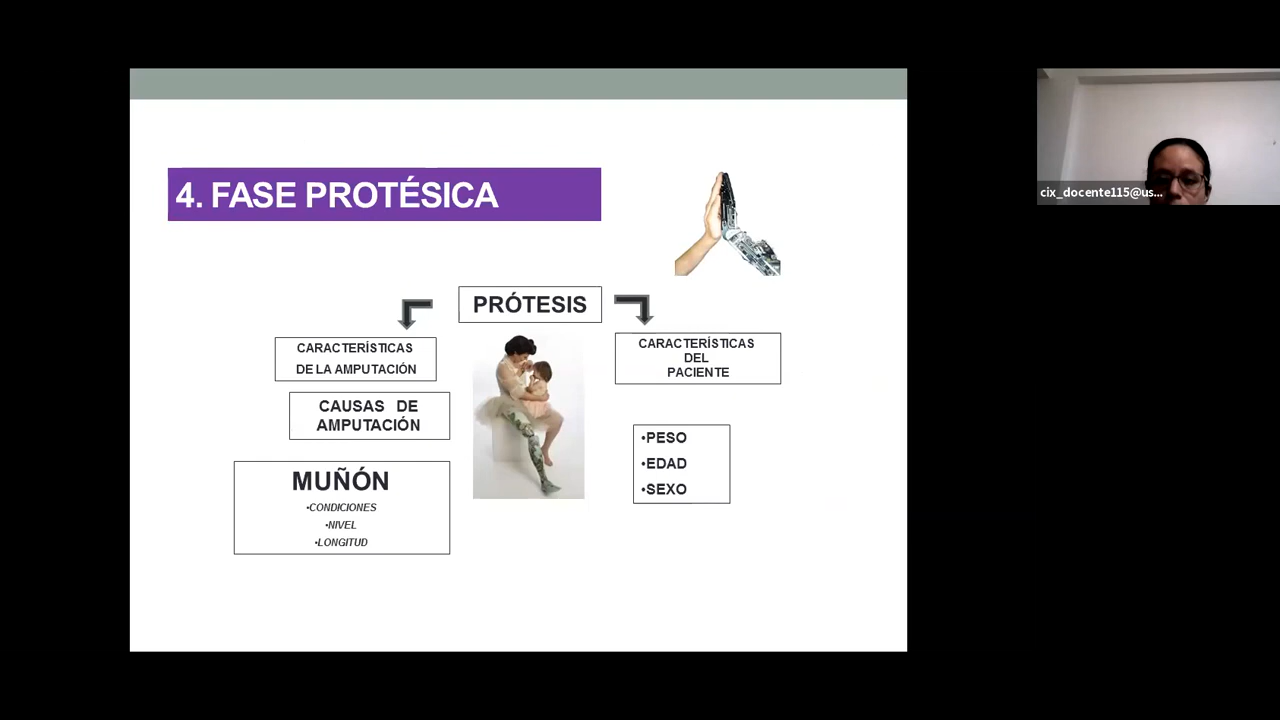 4. FASE PROTÉSICA
PRÓTESIS
CARACTERÍSTICAS
DE LA AMPUTACIÓN
CAUSAS DE
AMPUTACIÓN
MUÑÓN
•CONDICIONES
•NIVEL
•LONGITUD
CARACTERÍSTICAS
DEL
PACIENTE
•PESO
•EDAD
•SEXO
cix_docente115@us...